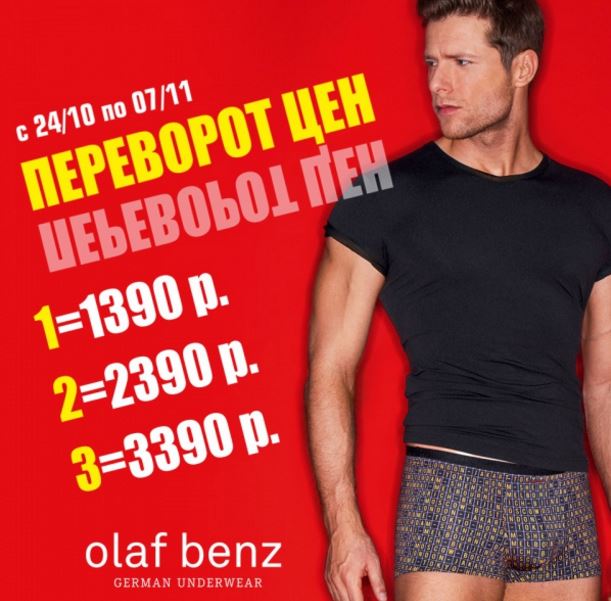 с 24/10 по 07/11
ПЕРЕВОРОТ ЦЕН
ПЕРЕВОРОТ ЦЕН
1=1390 р.
2=2390 р.
3=3390 р.
olaf benz
GERMAN UNDERWEAR